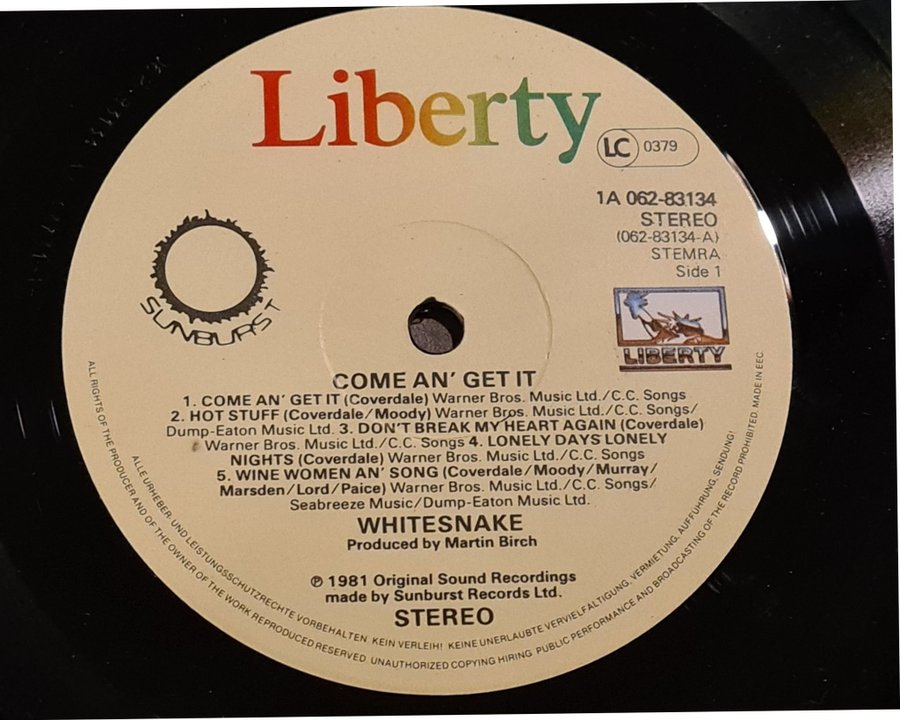 Liberty
LC 0379
1A 062-83134
STEREO
(062-83134-A)
STEMRA
Side 1
SUNBURST
LIBERTY
COME AN' GET IT
1. COME AN' GET IT (Coverdale) Warner Bros. Music Ltd./C.C. Songs
2. HOT STUFF (Coverdale/Moody) Warner Bros. Music Ltd./C.C. Songs/
Dump-Eaton Music Ltd. 3. DON'T BREAK MY HEART AGAIN (Coverdale)
Warner Bros. Music Ltd./C.C. Songs 4. LONELY DAYS LONELY
NIGHTS (Coverdale) Warner Bros. Music Ltd./C.C. Songs
5. WINE WOMEN AN' SONG (Coverdale/Moody/Murray/
Marsden/Lord/Paice) Warner Bros. Music Ltd./C.C. Songs/
Seabreeze Music/Dump-Eaton Music Ltd.
WHITESNAKE
Produced by Martin Birch
℗ 1981 Original Sound Recordings
made by Sunburst Records Ltd.
STEREO
ALLE URHEBER. UND LEISTUNGSSCHUTZRECHTE VORBEHALTEN. KEIN VERLEIH! KEINE UNERLAUBTE VERVIELFALTIGUNG, VERMIETUNG, AUFFUHRUNG, SENDUNG!
ALL RIGHTS OF THE PRODUCER AND OF THE OWNER OF THE WORK REPRODUCED RESERVED. UNAUTHORIZED COPYING HIRING PUBLIC PERFORMANCE AND BROADCASTING OF THE RECORD PROHIBITED. MADE IN EEC.